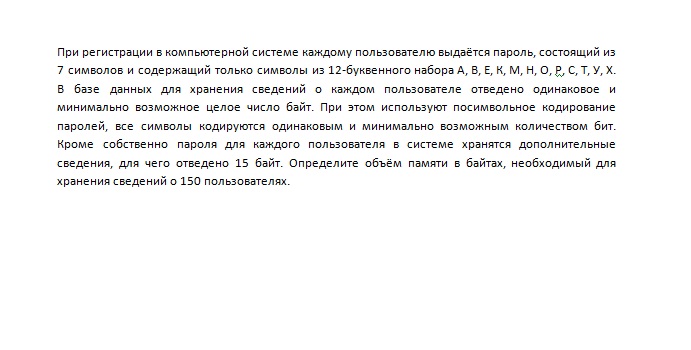 При регистрации в компьютерной системе каждому пользователю выдаётся пароль, состоящий из
7 символов и содержащий только символы из 12-буквенного набора А, В, Е, К, М, Н, О, Р, С, Т, У, Х.
В базе данных для хранения сведений о каждом пользователе отведено одинаковое и
минимально возможное целое число байт. При этом используют посимвольное кодирование
паролей, все символы кодируются одинаковым и минимально возможным количеством бит.
Кроме собственно пароля для каждого пользователя в системе хранятся дополнительные
сведения, для чего отведено 15 байт. Определите объём памяти в байтах, необходимый для
хранения сведений о 150 пользователях.